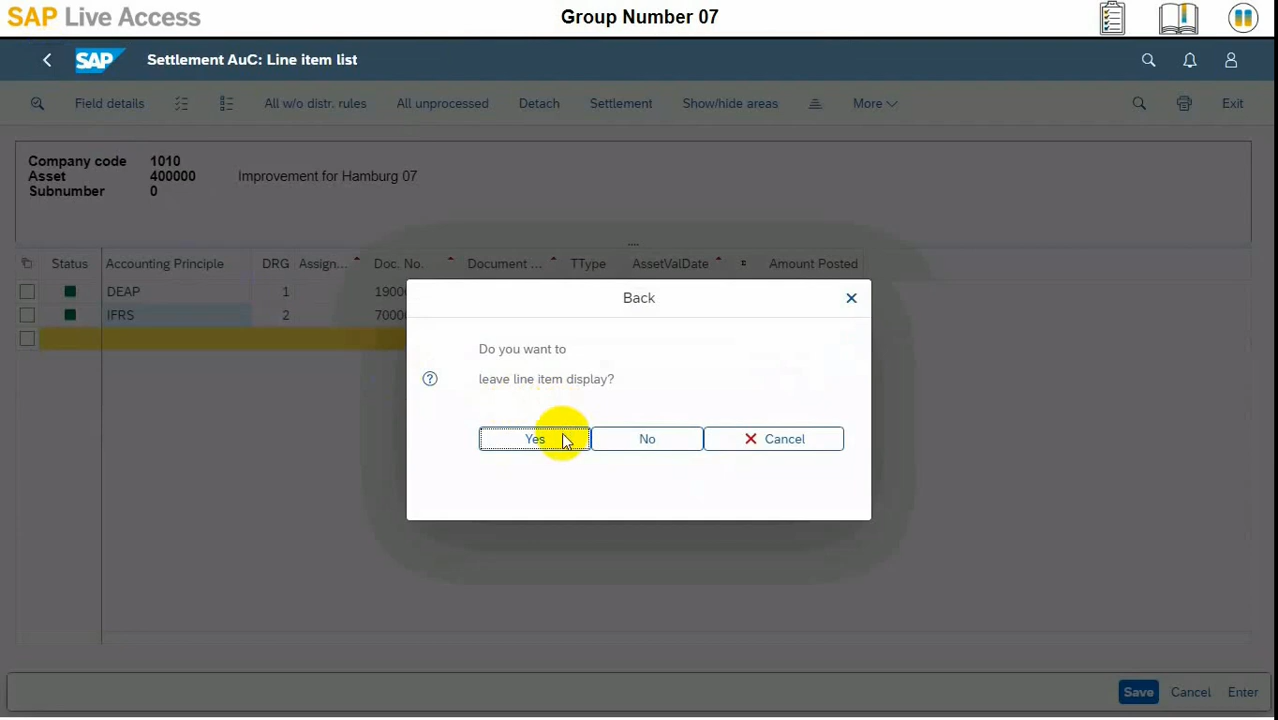 SAP Live Access
Group Number 07
SAP
Settlement AuC: Line item list
Field details
All w/o distr. rules
All unprocessed
Detach
Settlement
Show/hide areas
More
Exit
Company code 1010
Asset 400000 Improvement for Hamburg 07
Subnumber 0
Status Accounting Principle DRG Assign... Doc. No. Document ... TType AssetValDate Amount Posted
DEAP 1 1900
IFRS 2 7000
Back
Do you want to
leave line item display?
Yes
No
Cancel
Save
Cancel
Enter